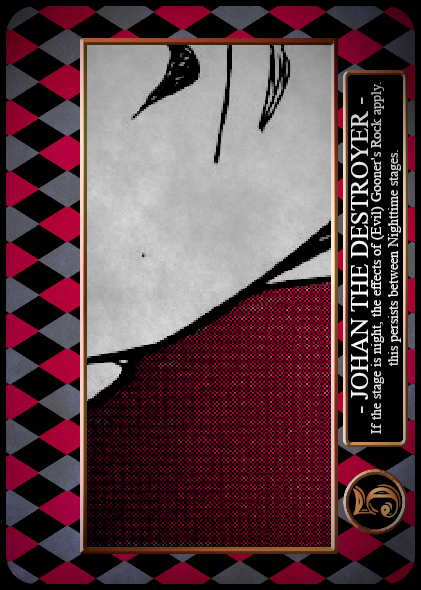 - JOHAN THE DESTROYER -
If the stage is night, the effects of (Evil) Gooner's Rock apply.
this persists between Nighttime stages.